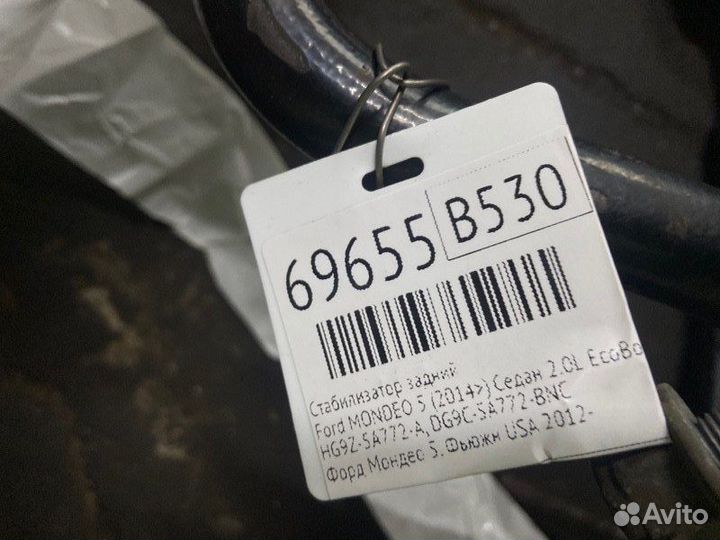 69655 B530
Стабилизатор задний
Ford MONDEO 5 (2014>) Седан 2.0L EcoBo
HG9Z-5A772-A, DG9C-5A772-BNC
Форд Мондео 5. Фьюжн USA 2012-
Avito